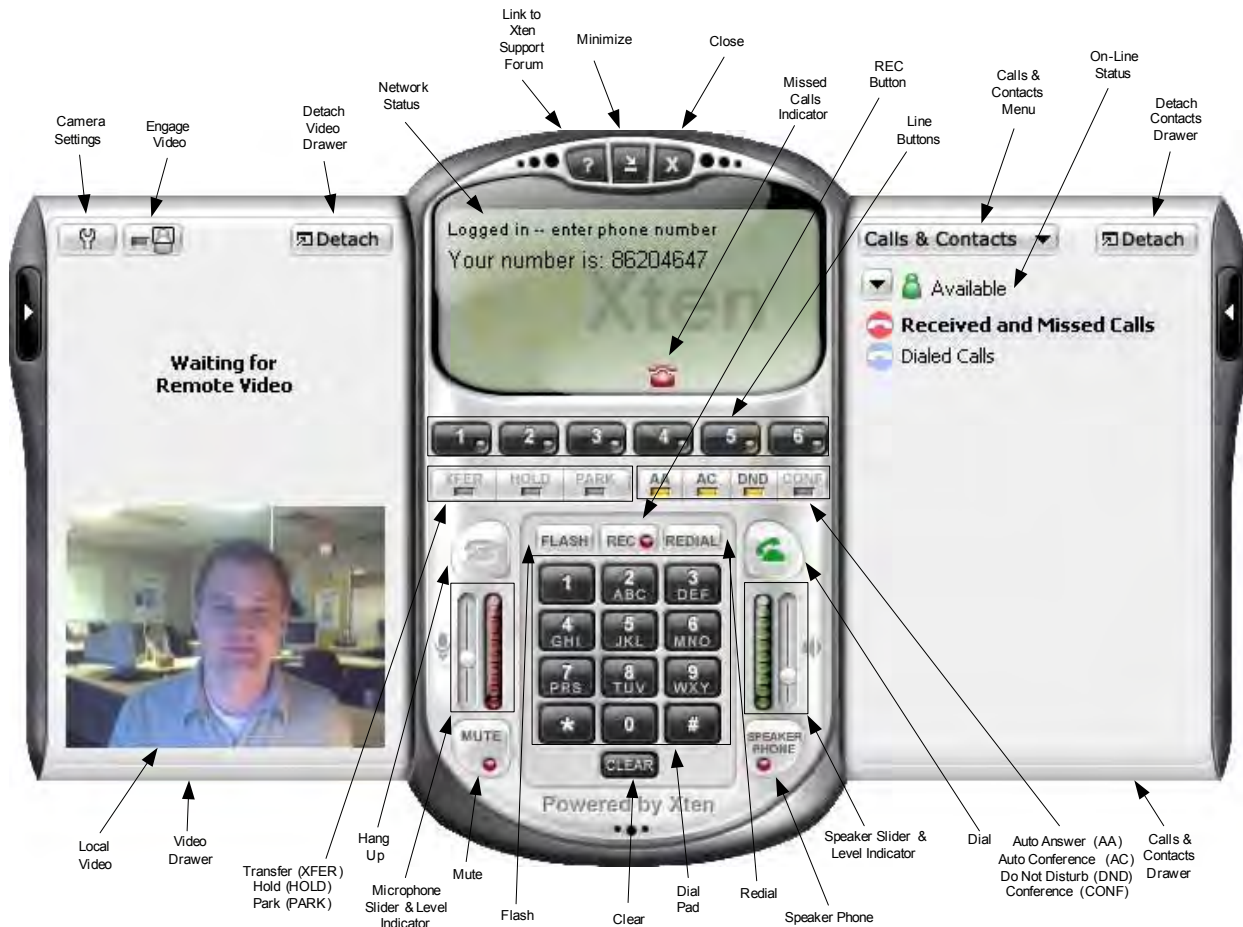 Link to
Xten
Support
Forum
Minimize
Close
REC
Button
On-Line
Status
Network
Status
Missed
Calls
Indicator
Calls &
Contacts
Menu
Detach
Contacts
Drawer
Camera
Settings
Engage
Video
Detach
Video
Drawer
Line
Buttons
? X
Detach
Logged in -- enter phone number
Your number is: 86204647
Xten
Calls & Contacts
Detach
Available
Received and Missed Calls
Dialed Calls
Waiting for
Remote Video
1 2 3 4 5 6
XFER HOLD PARK AA AC DND CONF
FLASH REC REDIAL
1 2 ABC 3 DEF
4 GHI 5 JKL 6 MNO
7 PRS 8 TUV 9 WXY
* 0 #
MUTE
SPEAKER
PHONE
CLEAR
Powered by Xten
Local
Video
Video
Drawer
Transfer (XFER)
Hold (HOLD)
Park (PARK)
Hang
Up
Microphone
Slider & Level
Indicator
Mute
Flash
Clear
Dial
Pad
Redial
Speaker Slider &
Level Indicator
Speaker Phone
Dial
Auto Answer (AA)
Auto Conference (AC)
Do Not Disturb (DND)
Conference (CONF)
Calls &
Contacts
Drawer